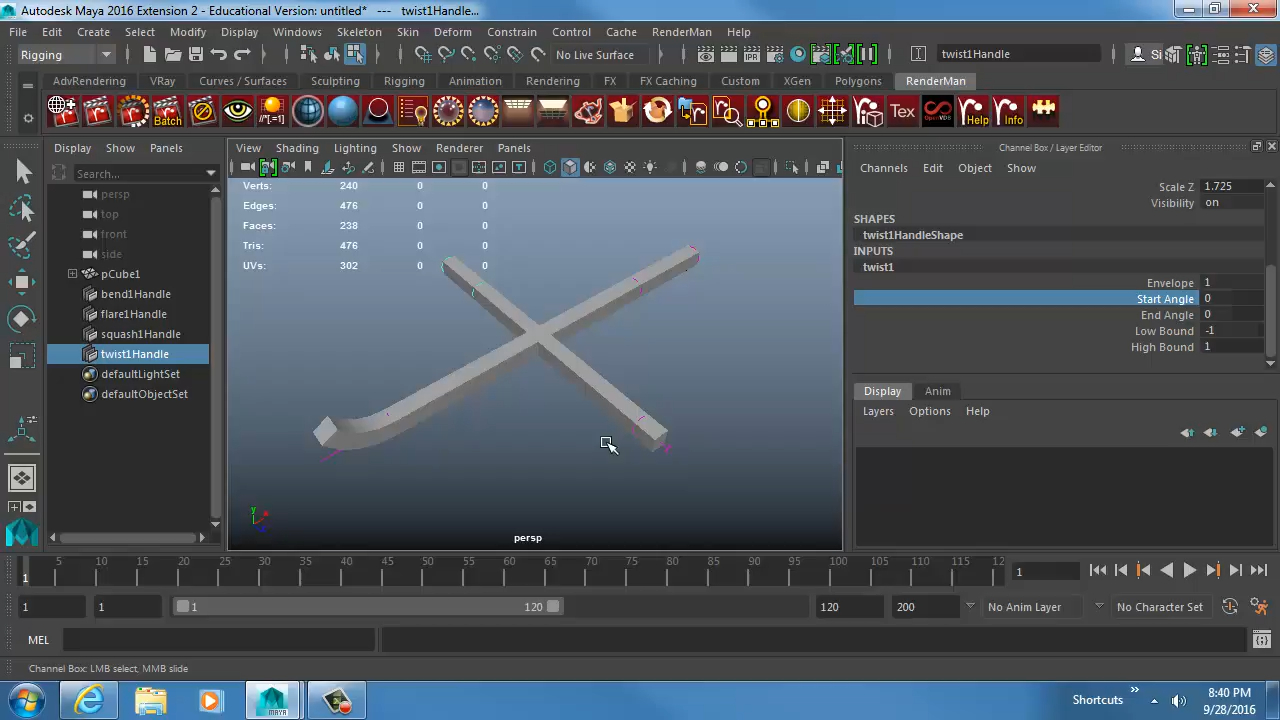 Autodesk Maya 2016 Extension 2 - Educational Version: untitled* --- twist1Handle...
File Edit Create Select Modify Display Windows Skeleton Skin Deform Constrain Control Cache RenderMan Help
Rigging No Live Surface twist1Handle Si
AdvRendering VRay Curves / Surfaces Sculpting Rigging Animation Rendering FX FX Caching Custom XGen Polygons RenderMan
//*[.=] Batch Tex OpenVDB Help Info
Display Show Panels
Search...
persp
top
front
side
pCube1
bend1Handle
flare1Handle
squash1Handle
twist1Handle
defaultLightSet
defaultObjectSet
View Shading Lighting Show Renderer Panels
Verts: 240 0 0
Edges: 476 0 0
Faces: 238 0 0
Tris: 476 0 0
UVs: 302 0 0
y
persp
Channel Box / Layer Editor
Channels Edit Object Show
Scale Z 1.725
Visibility on
SHAPES
twist1HandleShape
INPUTS
twist1
Envelope 1
Start Angle 0
End Angle 0
Low Bound -1
High Bound 1
Display Anim
Layers Options Help
1 5 10 15 20 25 30 35 40 45 50 55 60 65 70 75 80 85 90 95 100 105 110 115 12 1
1 1 1 120 120 200 No Anim Layer No Character Set
MEL
Channel Box: LMB select, MMB slide
MAYA Shortcuts 8:40 PM
9/28/2016